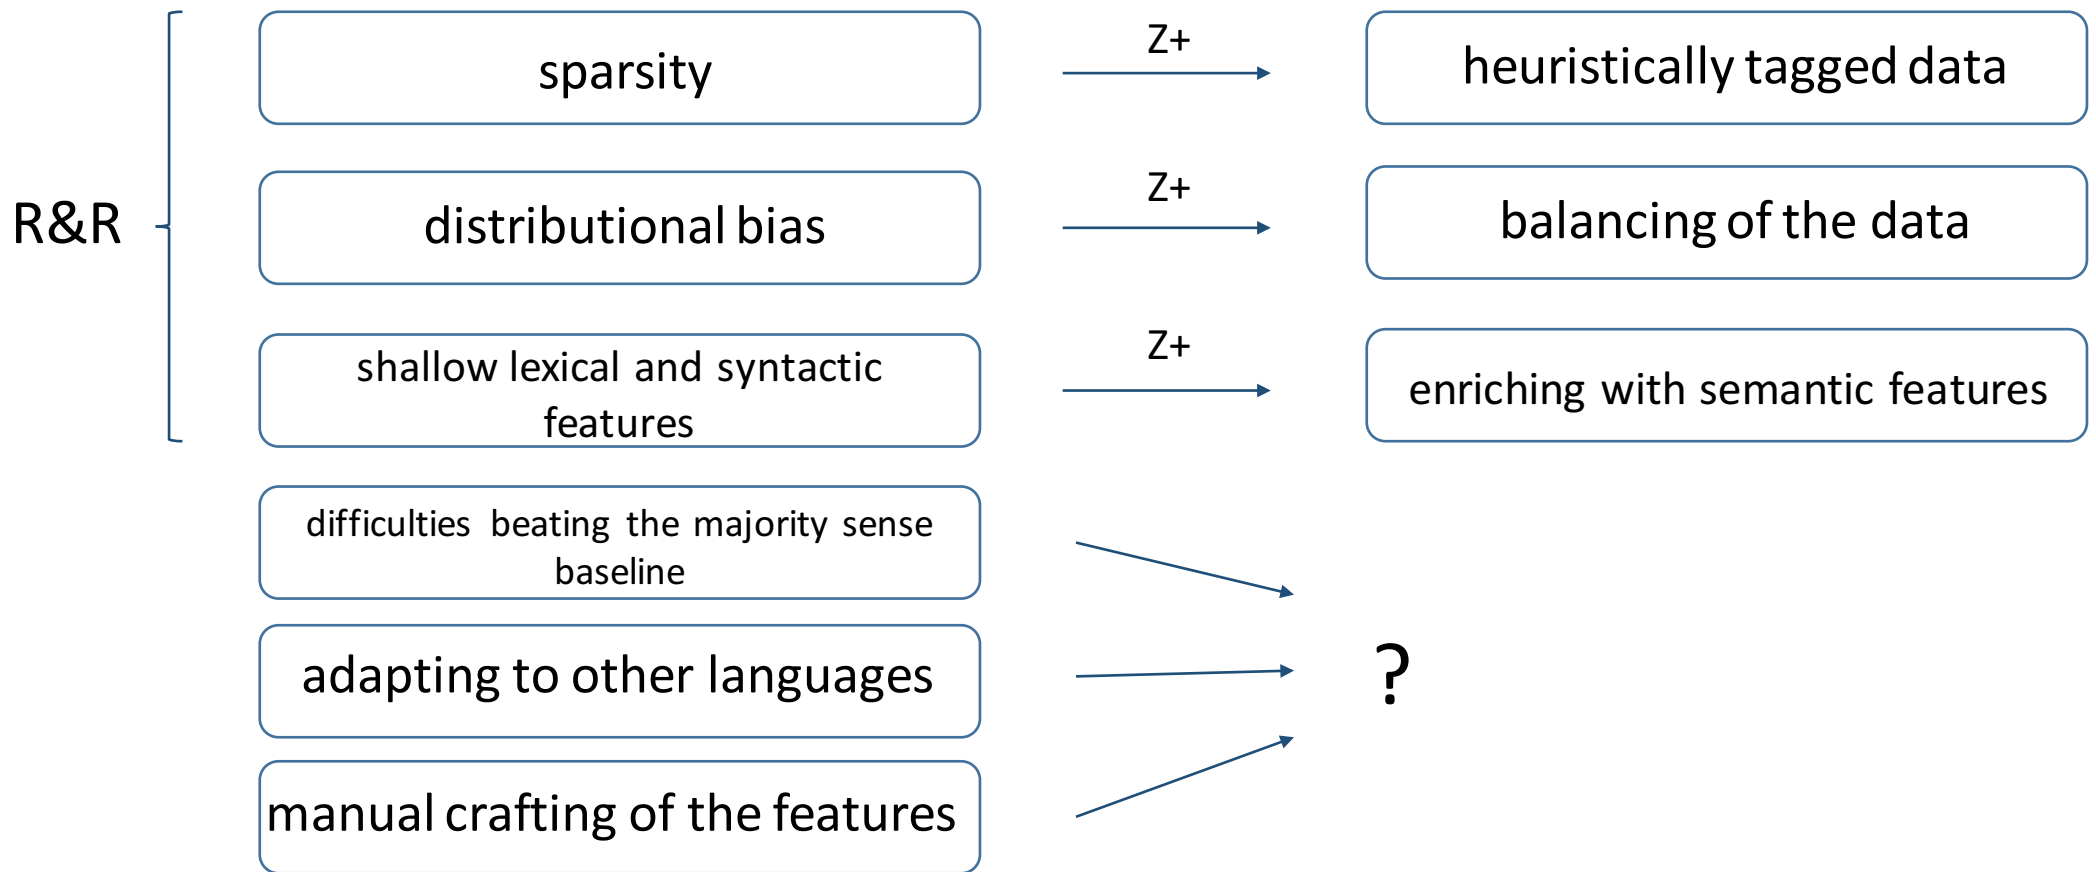 R&R
sparsity
Z+
heuristically tagged data
distributional bias
Z+
balancing of the data
shallow lexical and syntactic
features
Z+
enriching with semantic features
difficulties beating the majority sense
baseline
adapting to other languages
?
manual crafting of the features